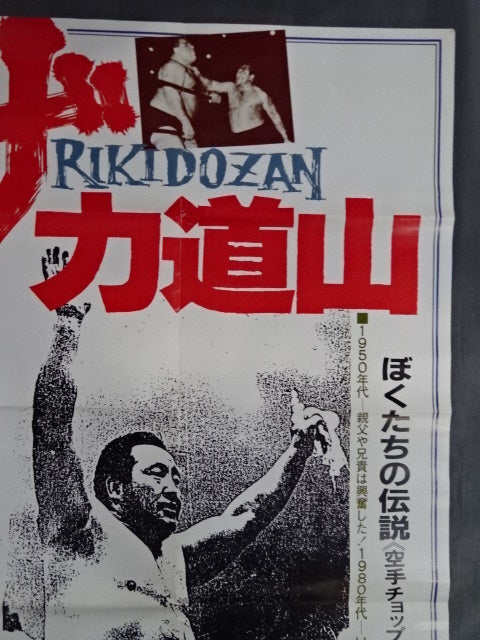 ザ
RIKIDOZAN
力道山
ぼくたちの伝説《空手チョップ
■1950年代 親父や兄貴は興奮した!1980年代